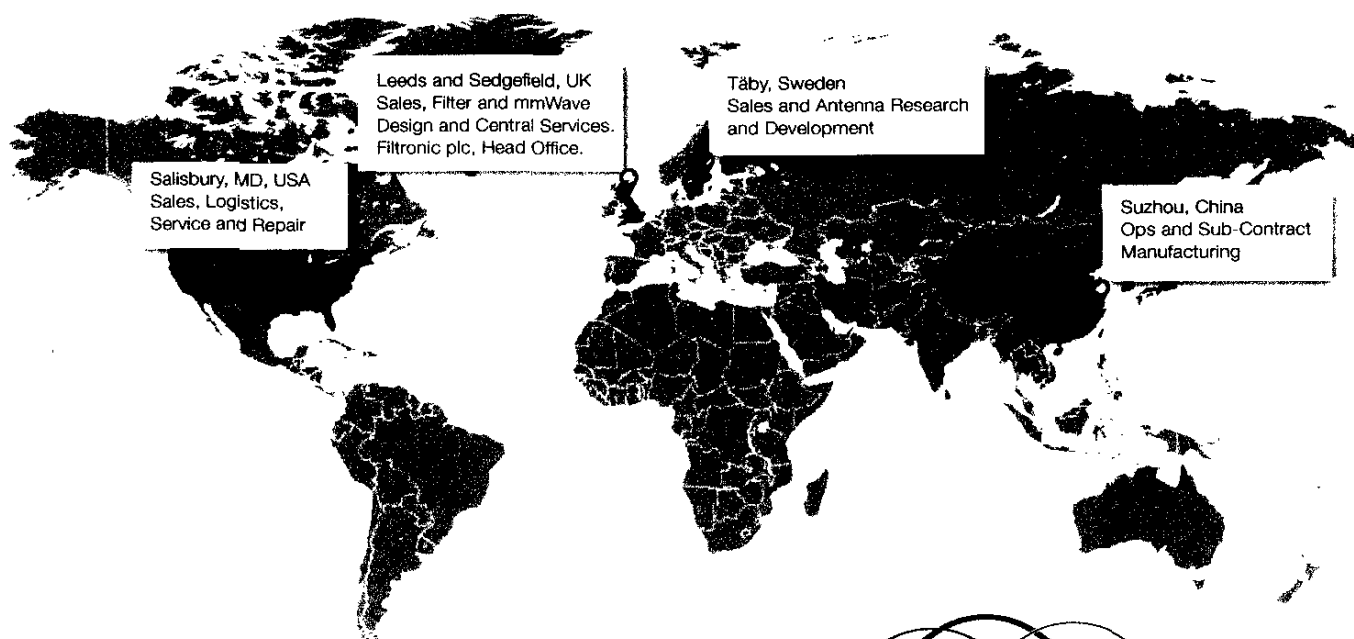 Leeds and Sedgefield, UK
Sales, Filter and mmWave
Design and Central Services.
Filtronic plc, Head Office.
Täby, Sweden
Sales and Antenna Research
and Development
Salisbury, MD, USA
Sales, Logistics,
Service and Repair
Suzhou, China
Ops and Sub-Contract
Manufacturing